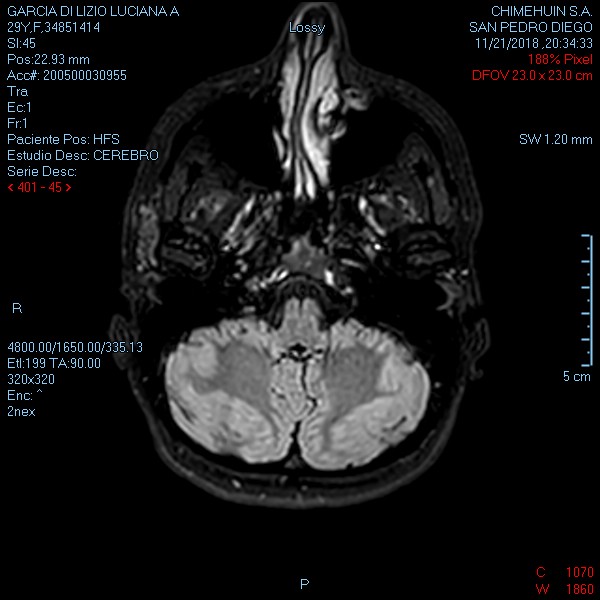 GARCIA DI LIZIO LUCIANA A
29Y,F,34851414
SI:45
Pos:22.93 mm
Acc#: 200500030955
Tra
Ec:1
Fr:1
Paciente Pos: HFS
Estudio Desc: CEREBRO
Serie Desc:
< 401 - 45 >
Lossy
CHIMEHUIN S.A.
SAN PEDRO DIEGO
11/21/2018 ,20:34:33
188% Pixel
DFOV 23.0 x 23.0 cm
SW 1.20 mm
R
4800.00/1650.00/335.13
Etl:199 TA:90.00
320x320
Enc: ^
2nex
5 cm
P
C 1070
W 1860